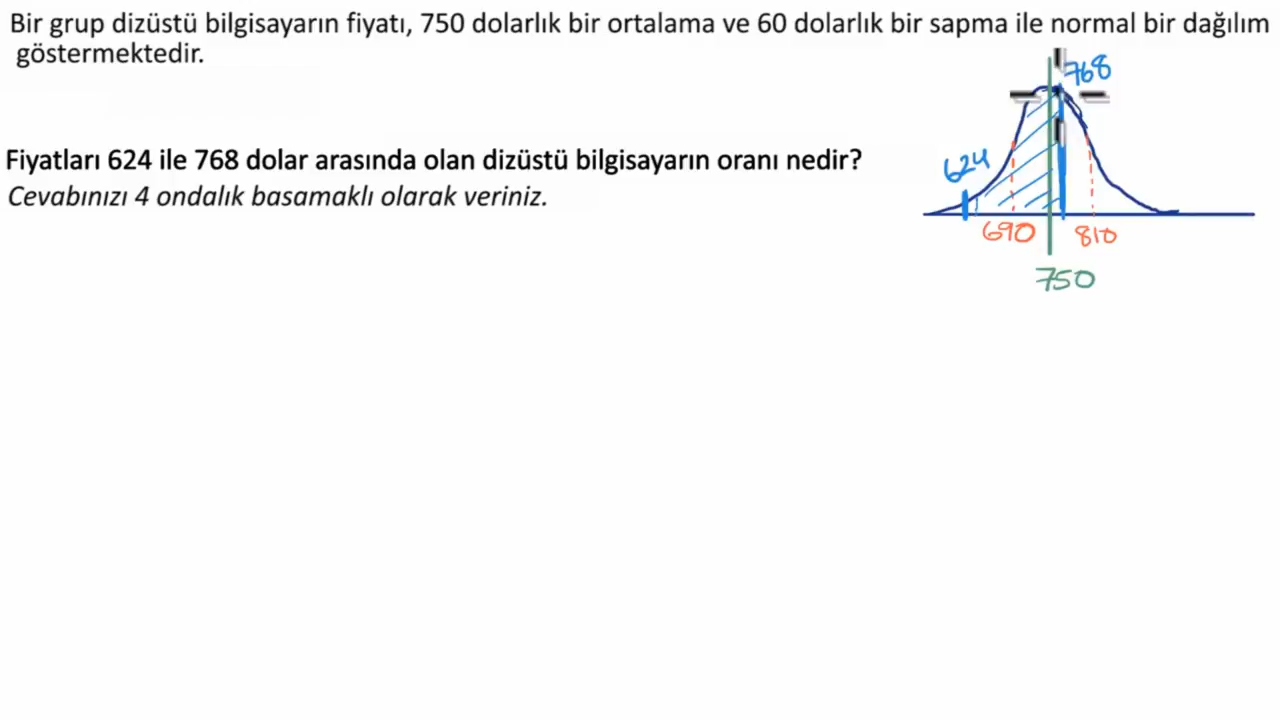 Bir grup dizüstü bilgisayarın fiyatı, 750 dolarlık bir ortalama ve 60 dolarlık bir sapma ile normal bir dağılım
göstermektedir.
768
Fiyatları 624 ile 768 dolar arasında olan dizüstü bilgisayarın oranı nedir?
624
Cevabınızı 4 ondalık basamaklı olarak veriniz.
690 810
750